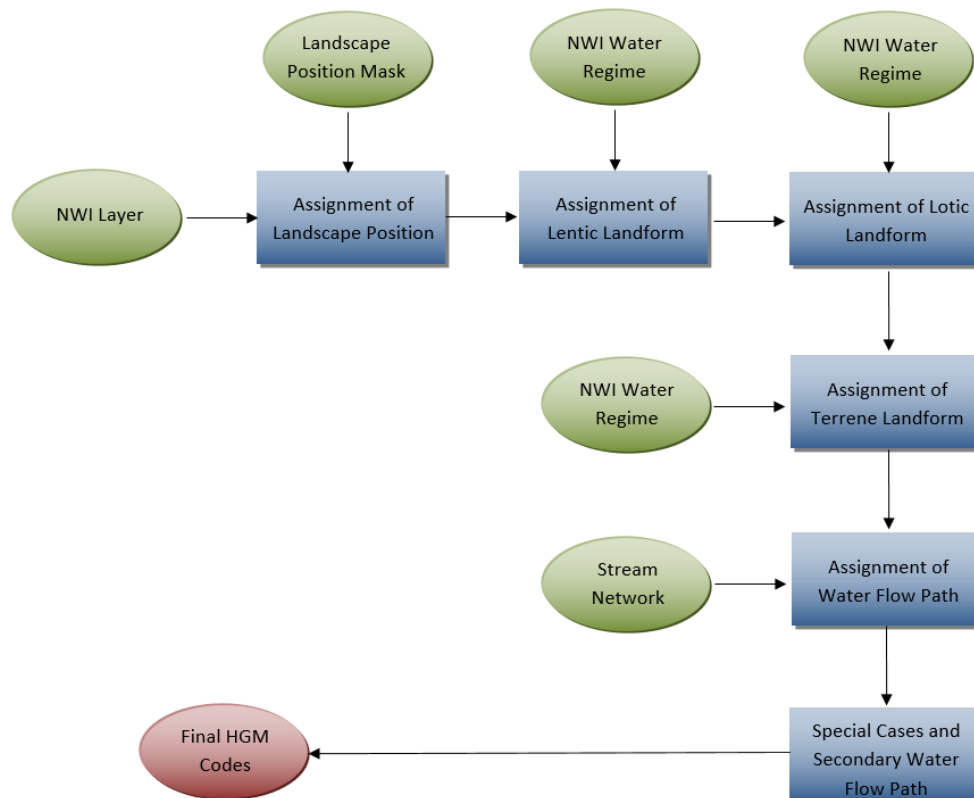 Landscape
Position Mask
NWI Water
Regime
NWI Water
Regime
NWI Layer
Assignment of
Landscape Position
Assignment of
Lentic Landform
Assignment of Lotic
Landform
NWI Water
Regime
Assignment of
Terrene Landform
Stream
Network
Assignment of
Water Flow Path
Final HGM
Codes
Special Cases and
Secondary Water
Flow Path